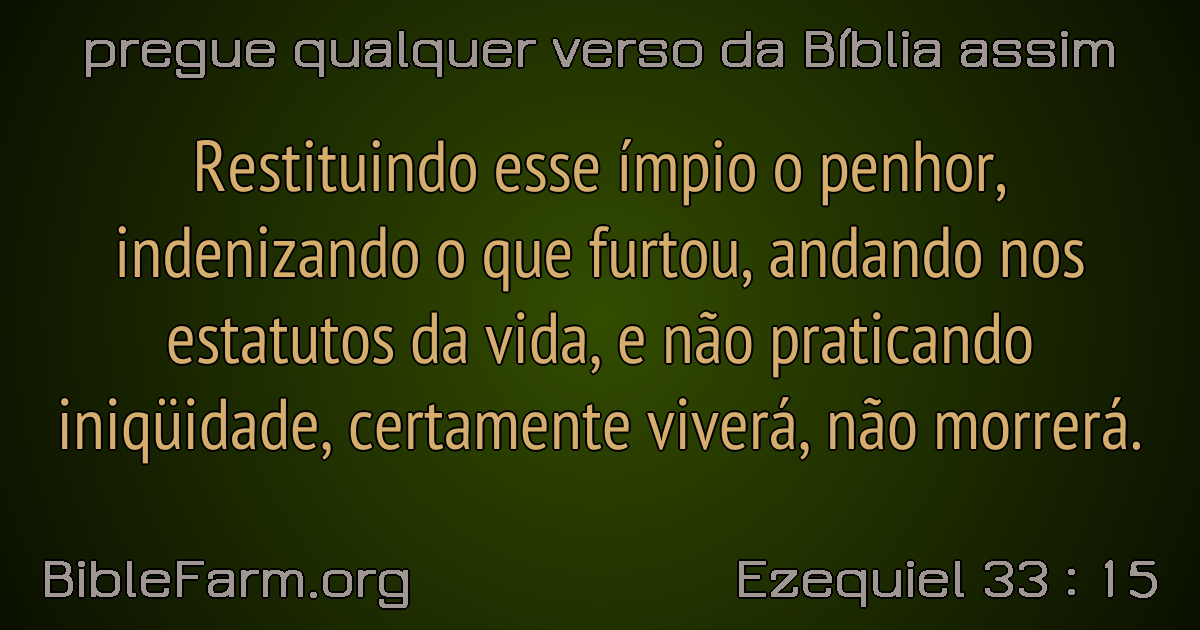 pregue qualquer verso da Bíblia assim
Restituindo esse ímpio o penhor,
indenizando o que furtou, andando nos
estatutos da vida, e não praticando
iniqüidade, certamente viverá, não morrerá.
BibleFarm.org
Ezequiel 33 : 15